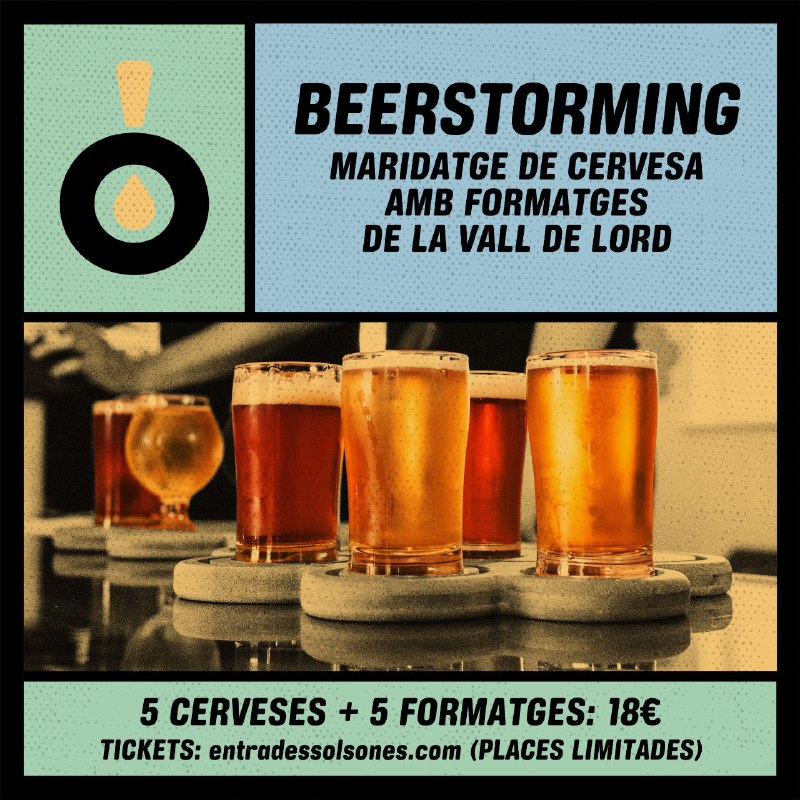 BEERSTORMING
MARIDATGE DE CERVESA
AMB FORMATGES
DE LA VALL DE LORD
5 CERVESES + 5 FORMATGES: 18€
TICKETS: entradessolsones.com (PLACES LIMITADES)